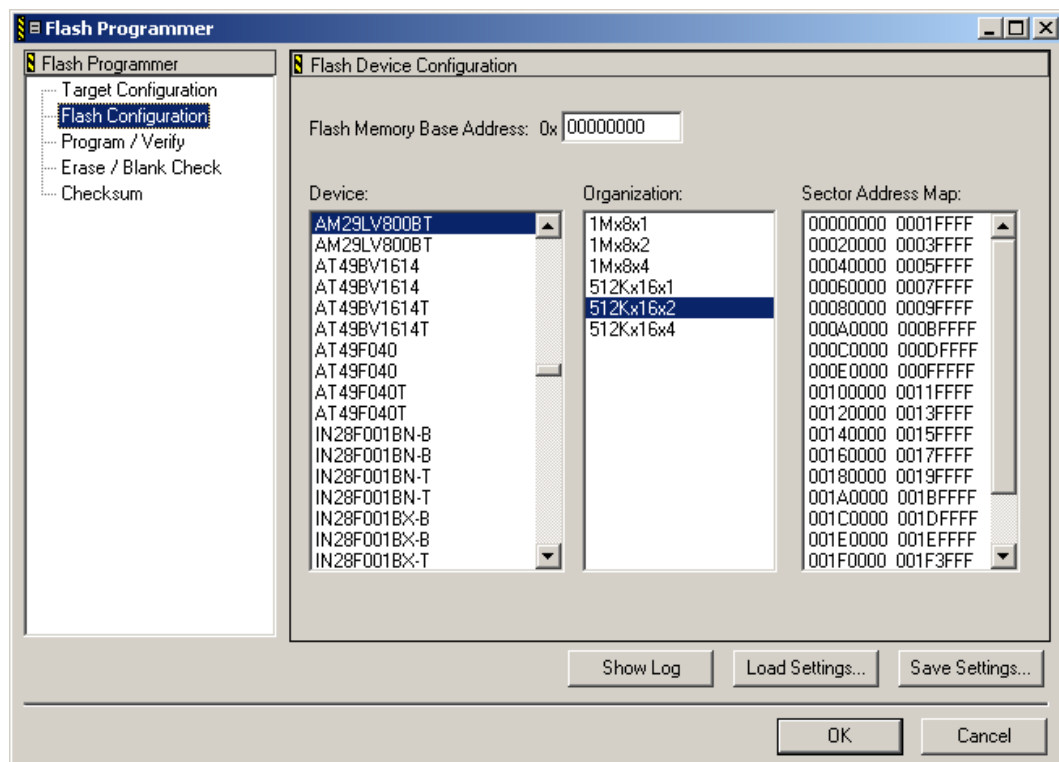 Flash Programmer
Flash Programmer
Target Configuration
Flash Configuration
Program / Verify
Erase / Blank Check
Checksum
Flash Device Configuration
Flash Memory Base Address: 0x 00000000
Device:
AM29LV800BT
AM29LV800BT
AT49BV1614
AT49BV1614
AT49BV1614T
AT49BV1614T
AT49F040
AT49F040
AT49F040T
AT49F040T
IN28F001BN-B
IN28F001BN-B
IN28F001BN-T
IN28F001BN-T
IN28F001BX-B
IN28F001BX-B
IN28F001BX-T
Organization:
1Mx8x1
1Mx8x2
1Mx8x4
512Kx16x1
512Kx16x2
512Kx16x4
Sector Address Map:
00000000 0001FFFF
00020000 0003FFFF
00040000 0005FFFF
00060000 0007FFFF
00080000 0009FFFF
000A0000 000BFFFF
000C0000 000DFFFF
000E0000 000FFFFF
00100000 0011FFFF
00120000 0013FFFF
00140000 0015FFFF
00160000 0017FFFF
00180000 0019FFFF
001A0000 001BFFFF
001C0000 001DFFFF
001E0000 001EFFFF
001F0000 001F3FFF
Show Log
Load Settings...
Save Settings...
OK
Cancel